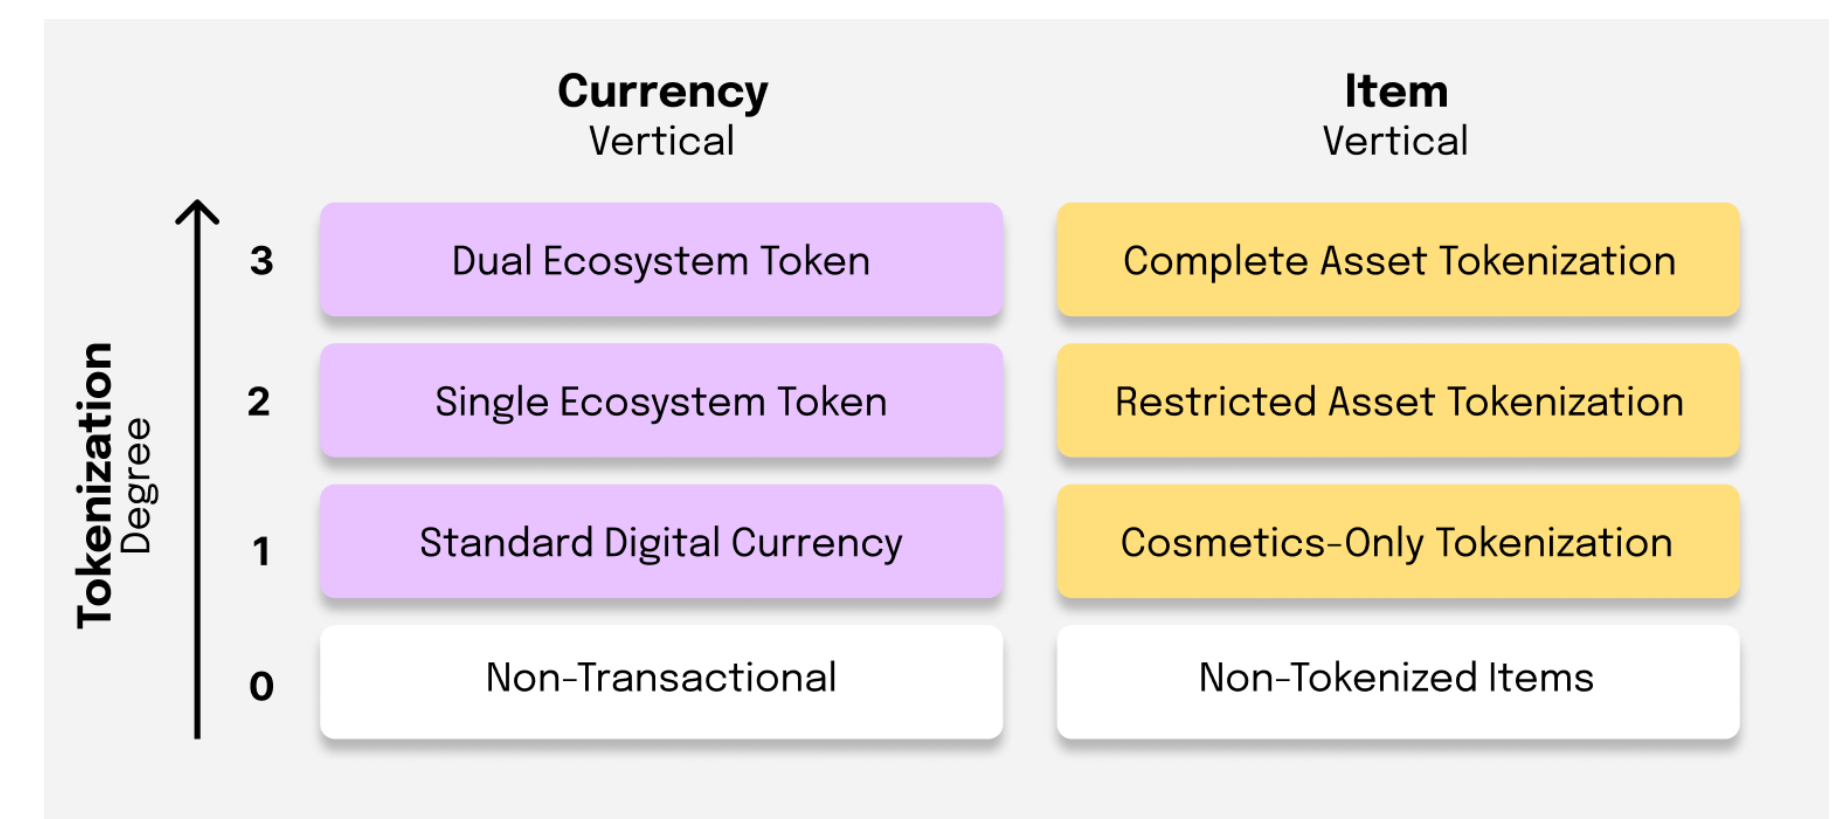 Currency
Vertical
Item
Vertical
Tokenization
Degree
3
Dual Ecosystem Token
Complete Asset Tokenization
2
Single Ecosystem Token
Restricted Asset Tokenization
1
Standard Digital Currency
Cosmetics-Only Tokenization
0
Non-Transactional
Non-Tokenized Items